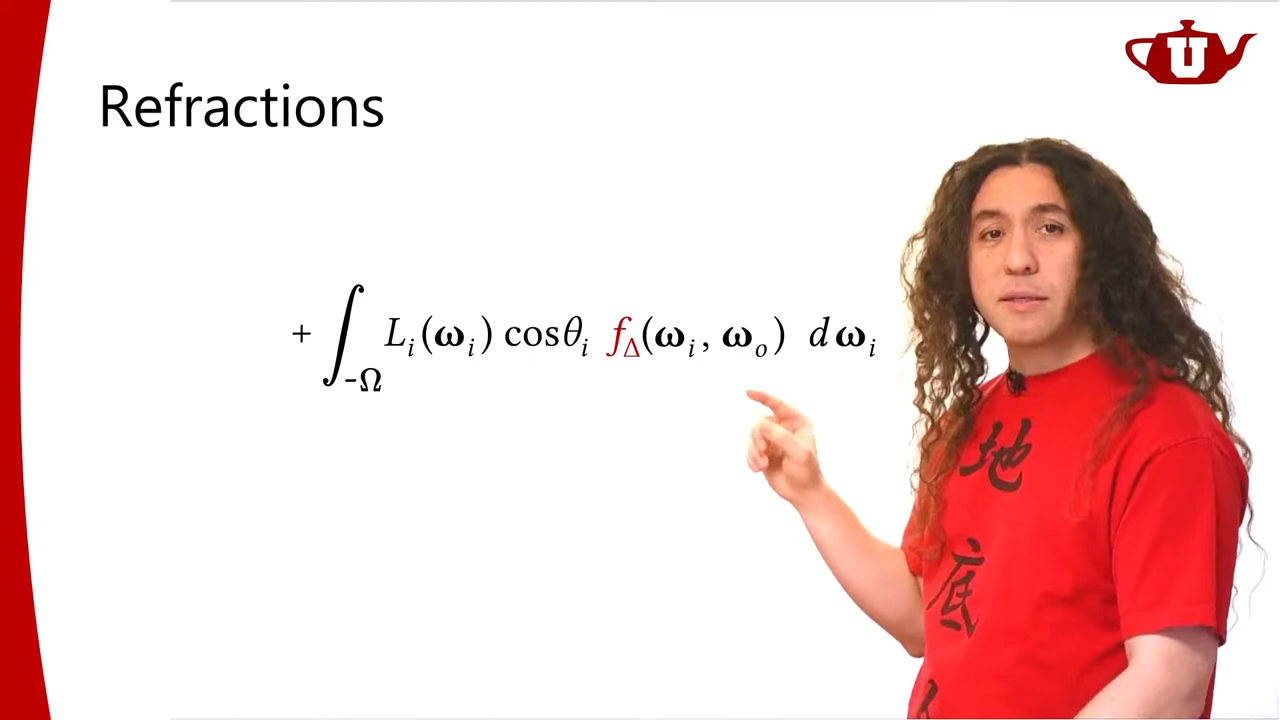 U
Refractions
+ ∫_{-Ω} L_i(ω_i) cosθ_i f_Δ(ω_i, ω_o) dω_i
地
底